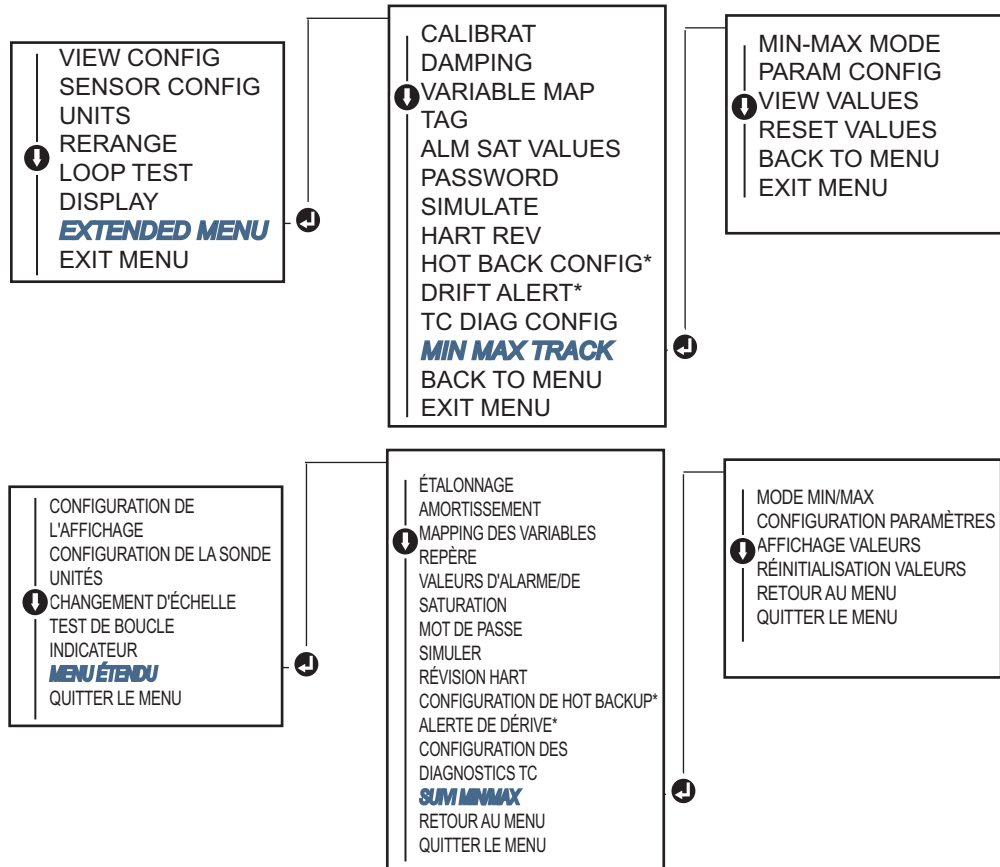 VIEW CONFIG
SENSOR CONFIG
UNITS
RERANGE
LOOP TEST
DISPLAY
EXTENDED MENU
EXIT MENU
CALIBRAT
DAMPING
VARIABLE MAP
TAG
ALM SAT VALUES
PASSWORD
SIMULATE
HART REV
HOT BACK CONFIG*
DRIFT ALERT*
TC DIAG CONFIG
MIN MAX TRACK
BACK TO MENU
EXIT MENU
MIN-MAX MODE
PARAM CONFIG
VIEW VALUES
RESET VALUES
BACK TO MENU
EXIT MENU
CONFIGURATION DE
L'AFFICHAGE
CONFIGURATION DE LA SONDE
UNITÉS
CHANGEMENT D'ÉCHELLE
TEST DE BOUCLE
INDICATEUR
MENU ÉTENDU
QUITTER LE MENU
ÉTALONNAGE
AMORTISSEMENT
MAPPING DES VARIABLES
REPÈRE
VALEURS D'ALARME/DE
SATURATION
MOT DE PASSE
SIMULER
RÉVISION HART
CONFIGURATION DE HOT BACKUP*
ALERTE DE DÉRIVE*
CONFIGURATION DES
DIAGNOSTICS TC
SUIVI MIN/MAX
RETOUR AU MENU
QUITTER LE MENU
MODE MIN/MAX
CONFIGURATION PARAMÈTRES
AFFICHAGE VALEURS
RÉINITIALISATION VALEURS
RETOUR AU MENU
QUITTER LE MENU